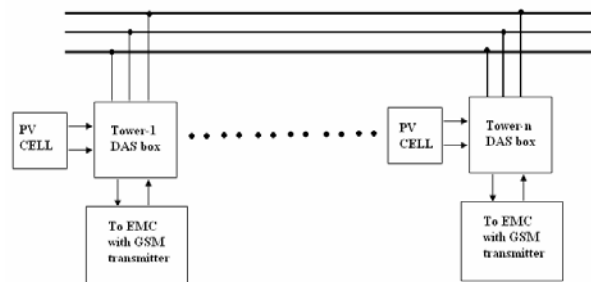 PV
CELL
Tower-1
DAS box
To EMC
with GSM
transmitter
PV
CELL
Tower-n
DAS box
To EMC
with GSM
transmitter